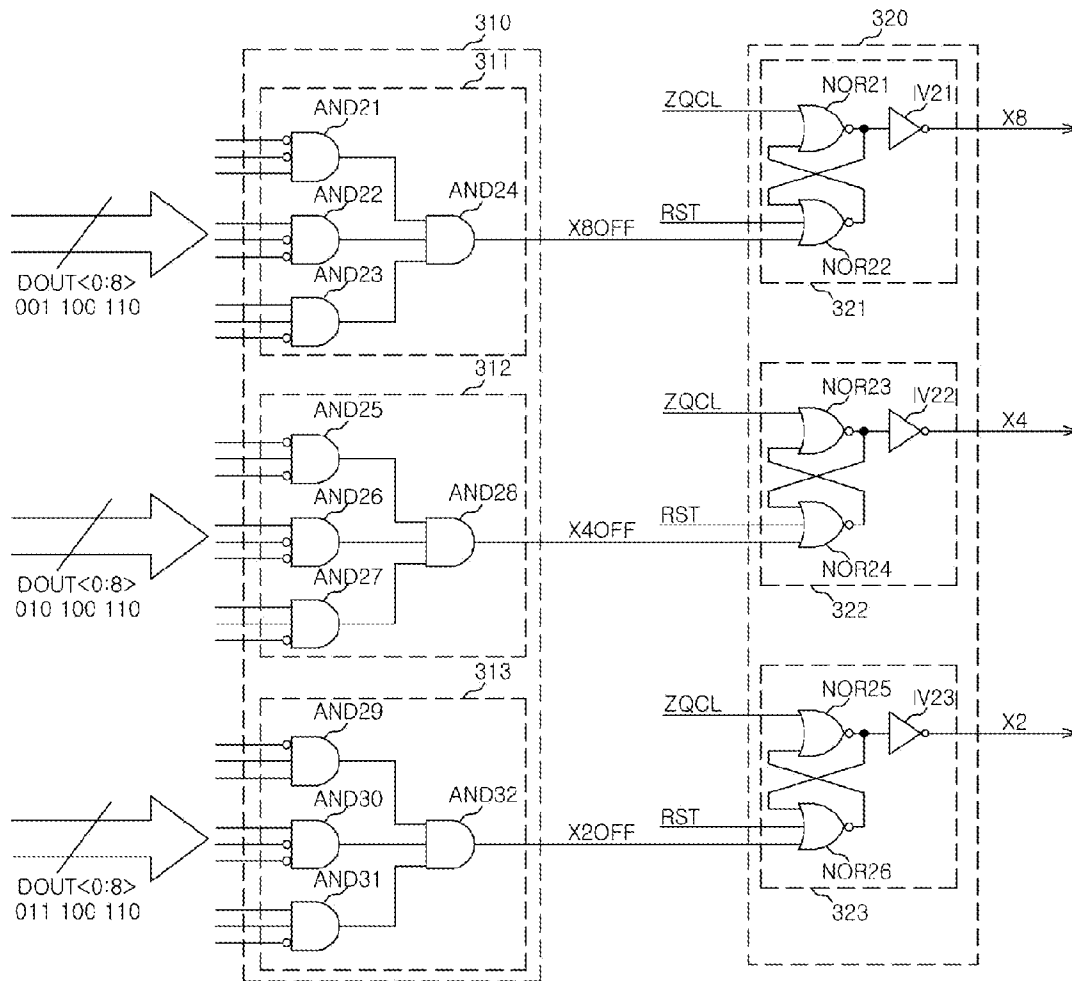 310
311
AND21
AND22
AND24
AND23
DOUT<0:8>
001 100 110
X8OFF
320
ZQCL
NOR21
IV21
X8
RST
NOR22
321
312
AND25
AND26
AND28
AND27
DOUT<0:8>
010 100 110
X4OFF
ZQCL
NOR23
IV22
X4
RST
NOR24
322
313
AND29
AND30
AND32
AND31
DOUT<0:8>
011 100 110
X2OFF
ZQCL
NOR25
IV23
X2
RST
NOR26
323